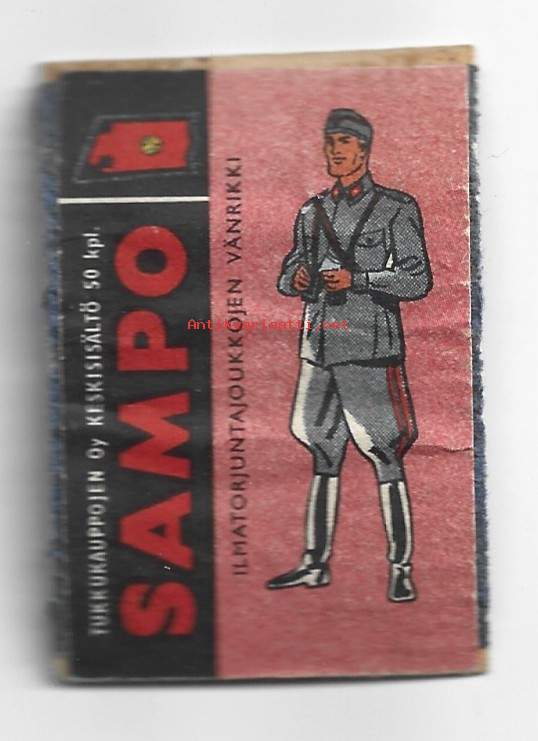 TUKKUKAUPPOJEN Oy KESKISISÄLTÖ 50 kpl.
SAMPO
ILMATORJUNTAJOUKKOJEN VÄNRIKKI
Antikvariaatti.net